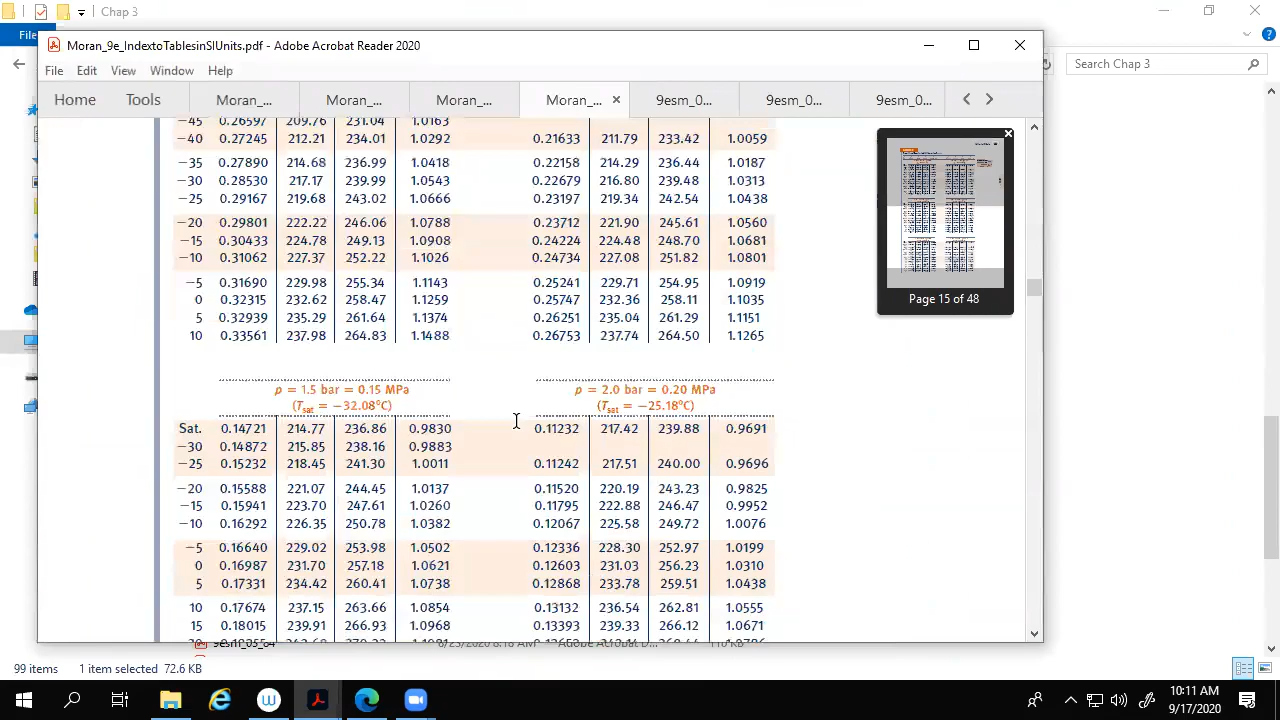 Chap 3
File
Moran_9e_IndextoTablesinSIUnits.pdf - Adobe Acrobat Reader 2020
File Edit View Window Help
Search Chap 3
Home Tools Moran_... Moran_... Moran_... Moran_... 9esm_0... 9esm_0... 9esm_0...
−45 0.26597 209.76 231.04 1.0163
−40 0.27245 212.21 234.01 1.0292 0.21633 211.79 233.42 1.0059
−35 0.27890 214.68 236.99 1.0418 0.22158 214.29 236.44 1.0187
−30 0.28530 217.17 239.99 1.0543 0.22679 216.80 239.48 1.0313
−25 0.29167 219.68 243.02 1.0666 0.23197 219.34 242.54 1.0438
−20 0.29801 222.22 246.06 1.0788 0.23712 221.90 245.61 1.0560
−15 0.30433 224.78 249.13 1.0908 0.24224 224.48 248.70 1.0681
−10 0.31062 227.37 252.22 1.1026 0.24734 227.08 251.82 1.0801
−5 0.31690 229.98 255.34 1.1143 0.25241 229.71 254.95 1.0919
0 0.32315 232.62 258.47 1.1259 0.25747 232.36 258.11 1.1035
5 0.32939 235.29 261.64 1.1374 0.26251 235.04 261.29 1.1151
10 0.33561 237.98 264.83 1.1488 0.26753 237.74 264.50 1.1265
Page 15 of 48
p = 1.5 bar = 0.15 MPa p = 2.0 bar = 0.20 MPa
(Tsat = −32.08°C) (Tsat = −25.18°C)
Sat. 0.14721 214.77 236.86 0.9830 0.11232 217.42 239.88 0.9691
−30 0.14872 215.85 238.16 0.9883
−25 0.15232 218.45 241.30 1.0011 0.11242 217.51 240.00 0.9696
−20 0.15588 221.07 244.45 1.0137 0.11520 220.19 243.23 0.9825
−15 0.15941 223.70 247.61 1.0260 0.11795 222.88 246.47 0.9952
−10 0.16292 226.35 250.78 1.0382 0.12067 225.58 249.72 1.0076
−5 0.16640 229.02 253.98 1.0502 0.12336 228.30 252.97 1.0199
0 0.16987 231.70 257.18 1.0621 0.12603 231.03 256.23 1.0310
5 0.17331 234.42 260.41 1.0738 0.12868 233.78 259.51 1.0438
10 0.17674 237.15 263.66 1.0854 0.13132 236.54 262.81 1.0555
15 0.18015 239.91 266.93 1.0968 0.13393 239.33 266.12 1.0671
99 items 1 item selected 72.6 KB
10:11 AM
9/17/2020